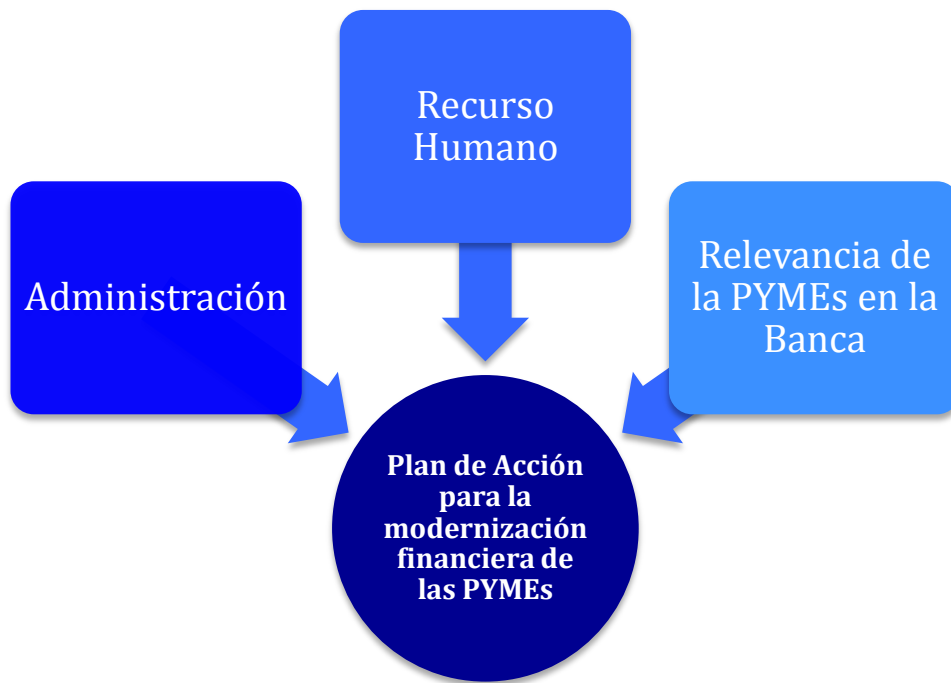 Recurso
Humano
Administración
Relevancia de
la PYMEs en la
Banca
Plan de Acción
para la
modernización
financiera de
las PYMEs